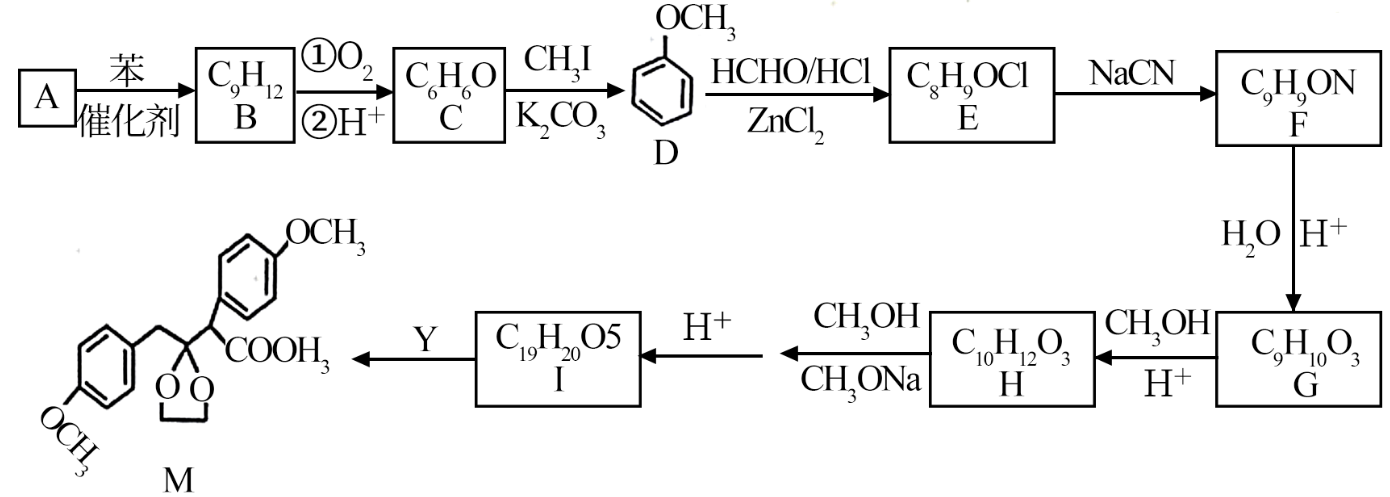 A
苯
催化剂
C₉H₁₂
B
①O₂
②H⁺
C₆H₆O
C
CH₃I
K₂CO₃
OCH₃
D
HCHO/HCl
ZnCl₂
C₈H₉OCl
E
NaCN
C₉H₉ON
F
H₂O H⁺
C₉H₁₀O₃
G
CH₃OH
H⁺
C₁₀H₁₂O₃
H
CH₃OH
CH₃ONa
H⁺
C₁₉H₂₀O5
I
Y
OCH₃
COOH₃
O O
OCH₃
M